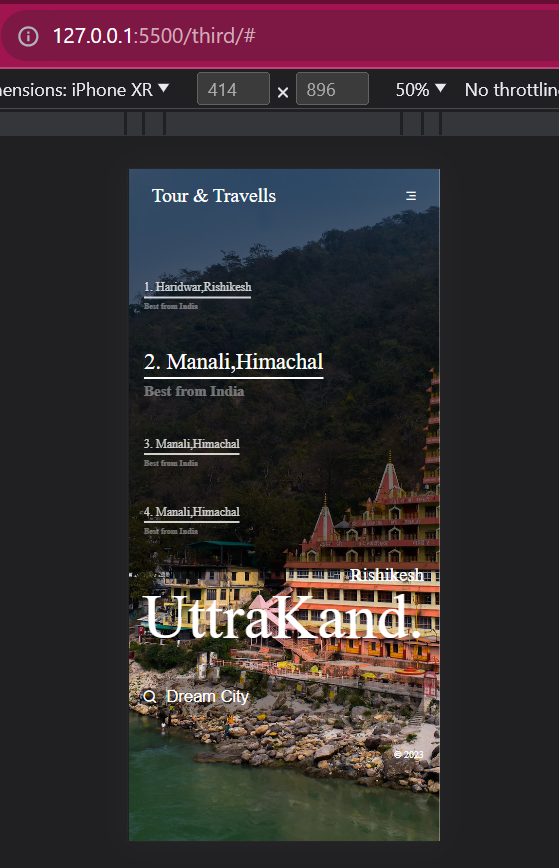 127.0.0.1:5500/third/#
ensions: iPhone XR 414 × 896 50% No throttlin
Tour & Travells
1. Haridwar,Rishikesh
Best from India
2. Manali,Himachal
Best from India
3. Manali,Himachal
Best from India
4. Manali,Himachal
Best from India
Rishikesh
UttraKand.
Dream City
© 2023